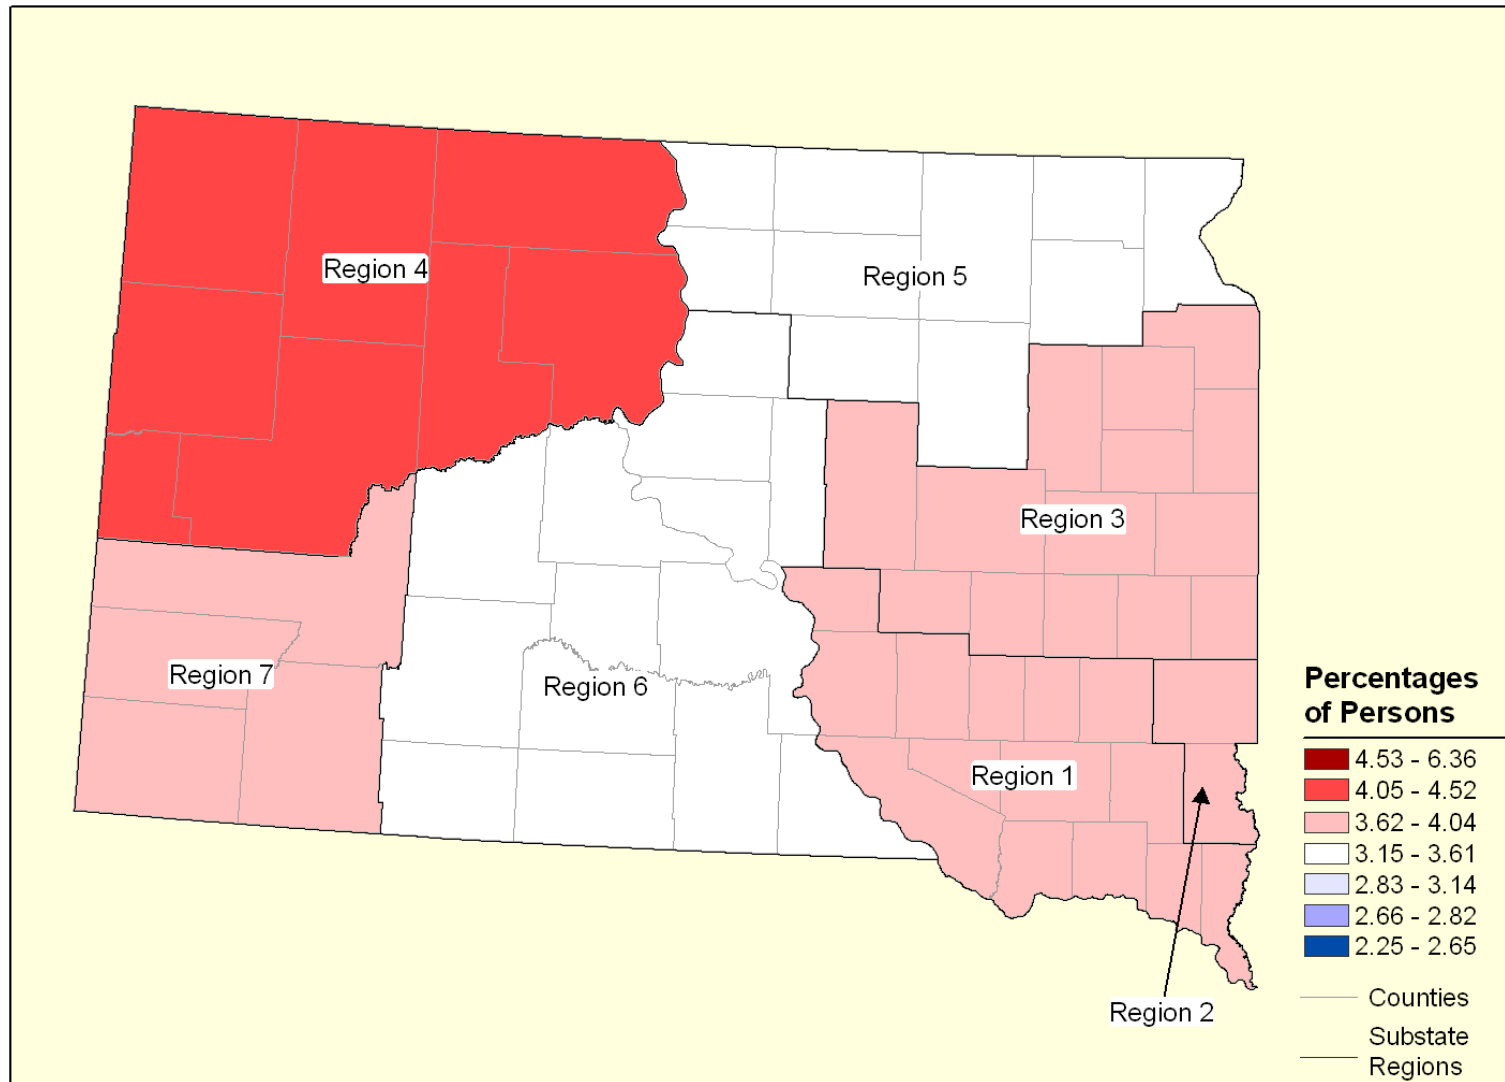 Region 4
Region 5
Region 3
Region 7
Region 6
Region 1
Region 2
Percentages
of Persons
4.53 - 6.36
4.05 - 4.52
3.62 - 4.04
3.15 - 3.61
2.83 - 3.14
2.66 - 2.82
2.25 - 2.65
Counties
Substate
Regions